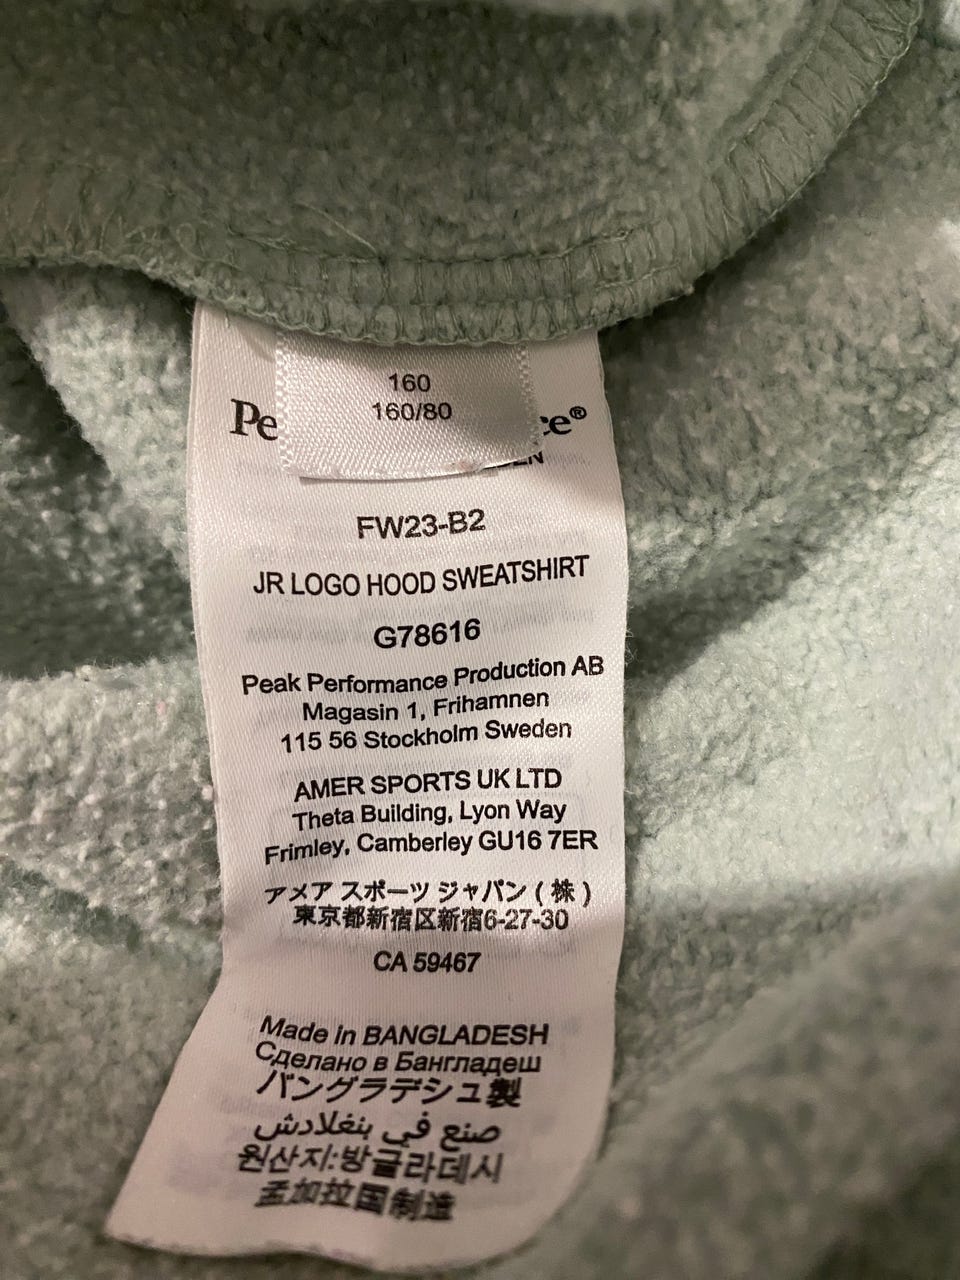 160
160/80
FW23-B2
JR LOGO HOOD SWEATSHIRT
G78616
Peak Performance Production AB
Magasin 1, Frihamnen
115 56 Stockholm Sweden
AMER SPORTS UK LTD
Theta Building, Lyon Way
Frimley, Camberley GU16 7ER
アメア スポーツ ジャパン ( 株 )
東京都新宿区新宿6-27-30
CA 59467
Made in BANGLADESH
Сделано в Бангладеш
バングラデシュ製
صنع في بنغلادش
원산지:방글라데시
孟加拉国制造